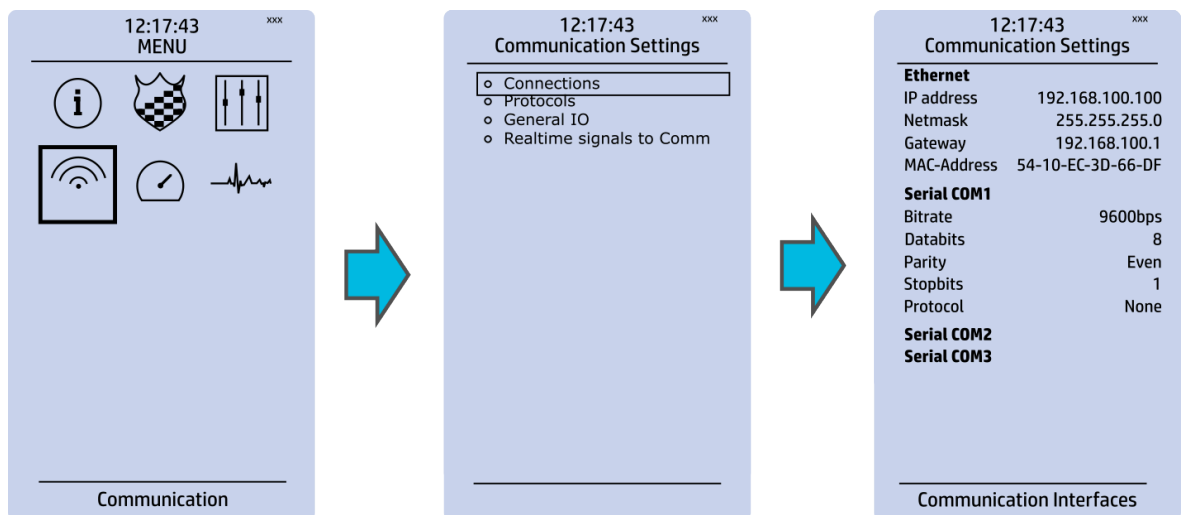 12:17:43 xxx
MENU
i
Communication
12:17:43 xxx
Communication Settings
Connections
Protocols
General IO
Realtime signals to Comm
12:17:43 xxx
Communication Settings
Ethernet
IP address 192.168.100.100
Netmask 255.255.255.0
Gateway 192.168.100.1
MAC-Address 54-10-EC-3D-66-DF
Serial COM1
Bitrate 9600bps
Databits 8
Parity Even
Stopbits 1
Protocol None
Serial COM2
Serial COM3
Communication Interfaces